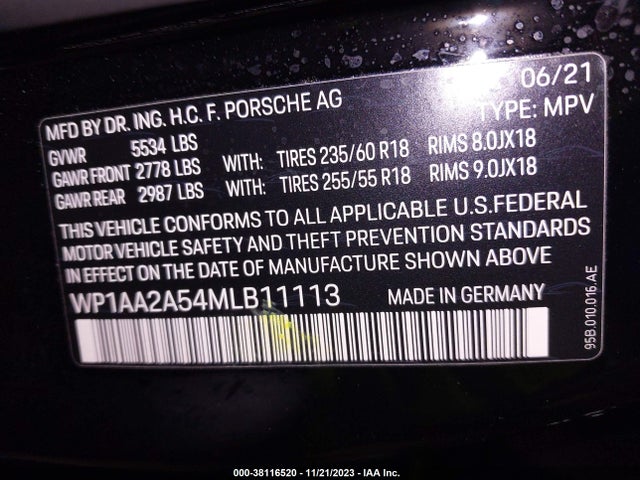 06/21
MFD BY DR. ING. H.C. F. PORSCHE AG TYPE: MPV
GVWR 5534 LBS
GAWR FRONT 2778 LBS WITH: TIRES 235/60 R18 RIMS 8.0JX18
GAWR REAR 2987 LBS WITH: TIRES 255/55 R18 RIMS 9.0JX18
THIS VEHICLE CONFORMS TO ALL APPLICABLE U.S.FEDERAL
MOTOR VEHICLE SAFETY AND THEFT PREVENTION STANDARDS
IN EFFECT ON THE DATE OF MANUFACTURE SHOWN ABOVE
WP1AA2A54MLB11113 MADE IN GERMANY
95B.010.016.AE
000-38116520 - 11/21/2023 - IAA Inc.